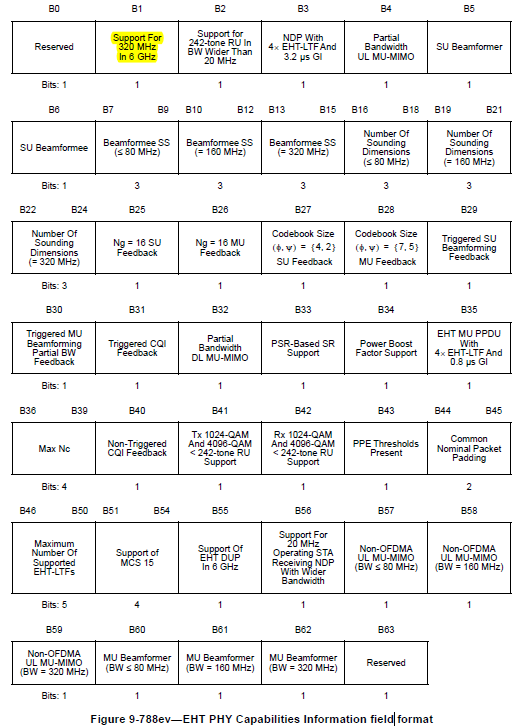 B0 B1 B2 B3 B4 B5
Reserved
Support For
320 MHz
In 6 GHz
Support for
242-tone RU In
BW Wider Than
20 MHz
NDP With
4× EHT-LTF And
3.2 µs GI
Partial
Bandwidth
UL MU-MIMO
SU Beamformer
Bits: 1 1 1 1 1 1
B6 B7 B9 B10 B12 B13 B15 B16 B18 B19 B21
SU Beamformee
Beamformee SS
(≤ 80 MHz)
Beamformee SS
(= 160 MHz)
Beamformee SS
(= 320 MHz)
Number Of
Sounding
Dimensions
(≤ 80 MHz)
Number Of
Sounding
Dimensions
(= 160 MHz)
Bits: 1 3 3 3 3 3
B22 B24 B25 B26 B27 B28 B29
Number Of
Sounding
Dimensions
(= 320 MHz)
Ng = 16 SU
Feedback
Ng = 16 MU
Feedback
Codebook Size
(ϕ, ψ) = {4, 2}
SU Feedback
Codebook Size
(ϕ, ψ) = {7, 5}
MU Feedback
Triggered SU
Beamforming
Feedback
Bits: 3 1 1 1 1 1
B30 B31 B32 B33 B34 B35
Triggered MU
Beamforming
Partial BW
Feedback
Triggered CQI
Feedback
Partial
Bandwidth
DL MU-MIMO
PSR-Based SR
Support
Power Boost
Factor Support
EHT MU PPDU
With
4× EHT-LTF And
0.8 µs GI
Bits: 1 1 1 1 1 1
B36 B39 B40 B41 B42 B43 B44 B45
Max Nc
Non-Triggered
CQI Feedback
Tx 1024-QAM
And 4096-QAM
< 242-tone RU
Support
Rx 1024-QAM
And 4096-QAM
< 242-tone RU
Support
PPE Thresholds
Present
Common
Nominal Packet
Padding
Bits: 4 1 1 1 1 2
B46 B50 B51 B54 B55 B56 B57 B58
Maximum
Number Of
Supported
EHT-LTFs
Support of
MCS 15
Support Of
EHT DUP
In 6 GHz
Support For
20 MHz
Operating STA
Receiving NDP
With Wider
Bandwidth
Non-OFDMA
UL MU-MIMO
(BW ≤ 80 MHz)
Non-OFDMA
UL MU-MIMO
(BW = 160 MHz)
Bits: 5 4 1 1 1 1
B59 B60 B61 B62 B63
Non-OFDMA
UL MU-MIMO
(BW = 320 MHz)
MU Beamformer
(BW ≤ 80 MHz)
MU Beamformer
(BW = 160 MHz)
MU Beamformer
(BW = 320 MHz)
Reserved
Bits: 1 1 1 1 1
Figure 9-788ev—EHT PHY Capabilities Information field format